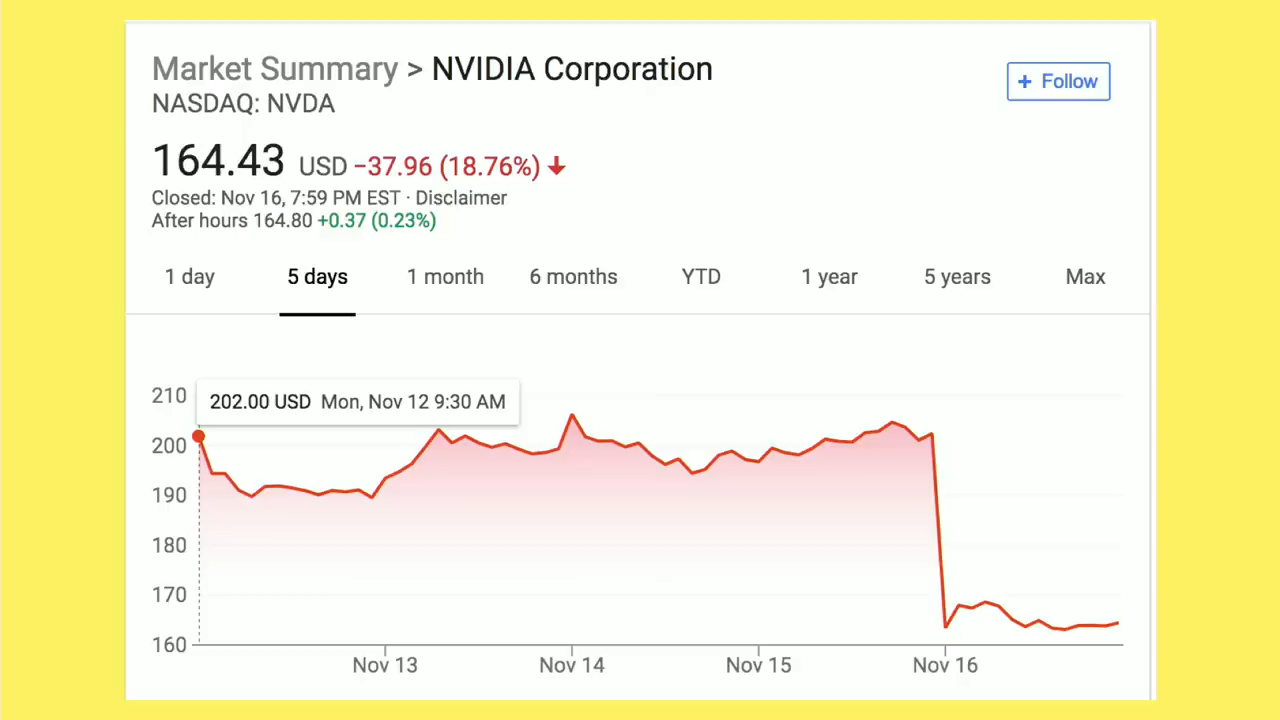 Market Summary > NVIDIA Corporation
NASDAQ: NVDA
+ Follow
164.43 USD −37.96 (18.76%) ↓
Closed: Nov 16, 7:59 PM EST · Disclaimer
After hours 164.80 +0.37 (0.23%)
1 day 5 days 1 month 6 months YTD 1 year 5 years Max
210
202.00 USD Mon, Nov 12 9:30 AM
200
190
180
170
160
Nov 13 Nov 14 Nov 15 Nov 16